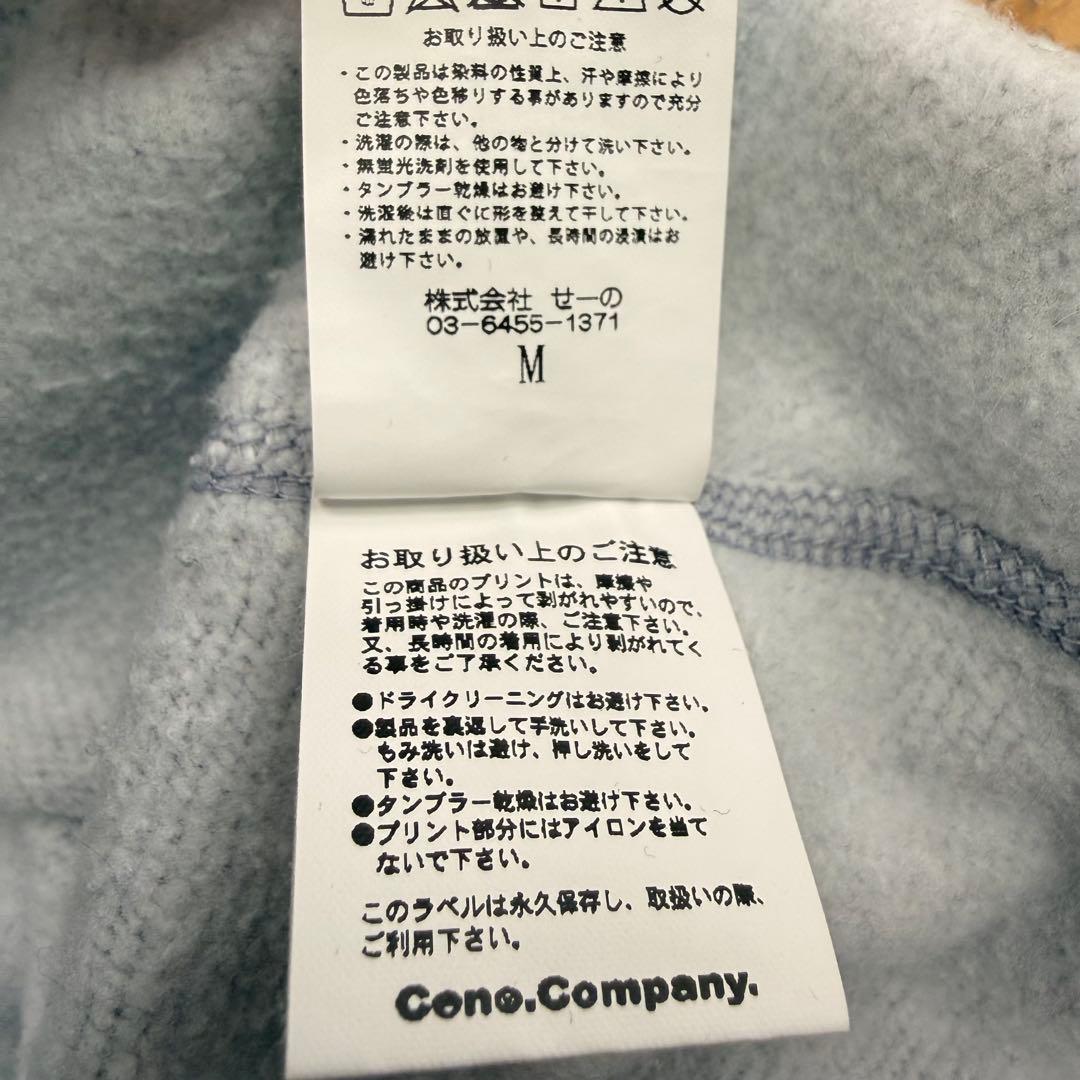 お取り扱い上のご注意
・この製品は染料の性質上、汗や摩擦により
色落ちや色移りする事がありますので充分
ご注意下さい。
・洗濯の際は、他の物と分けて洗い下さい。
・無蛍光洗剤を使用して下さい。
・タンブラー乾燥はお避け下さい。
・洗濯後は直ぐに形を整えて干して下さい。
・濡れたままの放置や、長時間の浸漬はお
避け下さい。
株式会社 せーの
03-6455-1371
M
お取り扱い上のご注意
この商品のプリントは、摩擦や
引っ掛けによって剥がれやすいので、
着用時や洗濯の際、ご注意下さい。
又、長時間の着用により剥がれてく
る事をご了承ください。
●ドライクリーニングはお避け下さい。
●製品を裏返して手洗いして下さい。
もみ洗いは避け、押し洗いをして
下さい。
●タンブラー乾燥はお避け下さい。
●プリント部分にはアイロンを当て
ないで下さい。
このラベルは永久保存し、取扱いの際、
ご利用下さい。
Ceno.Company.